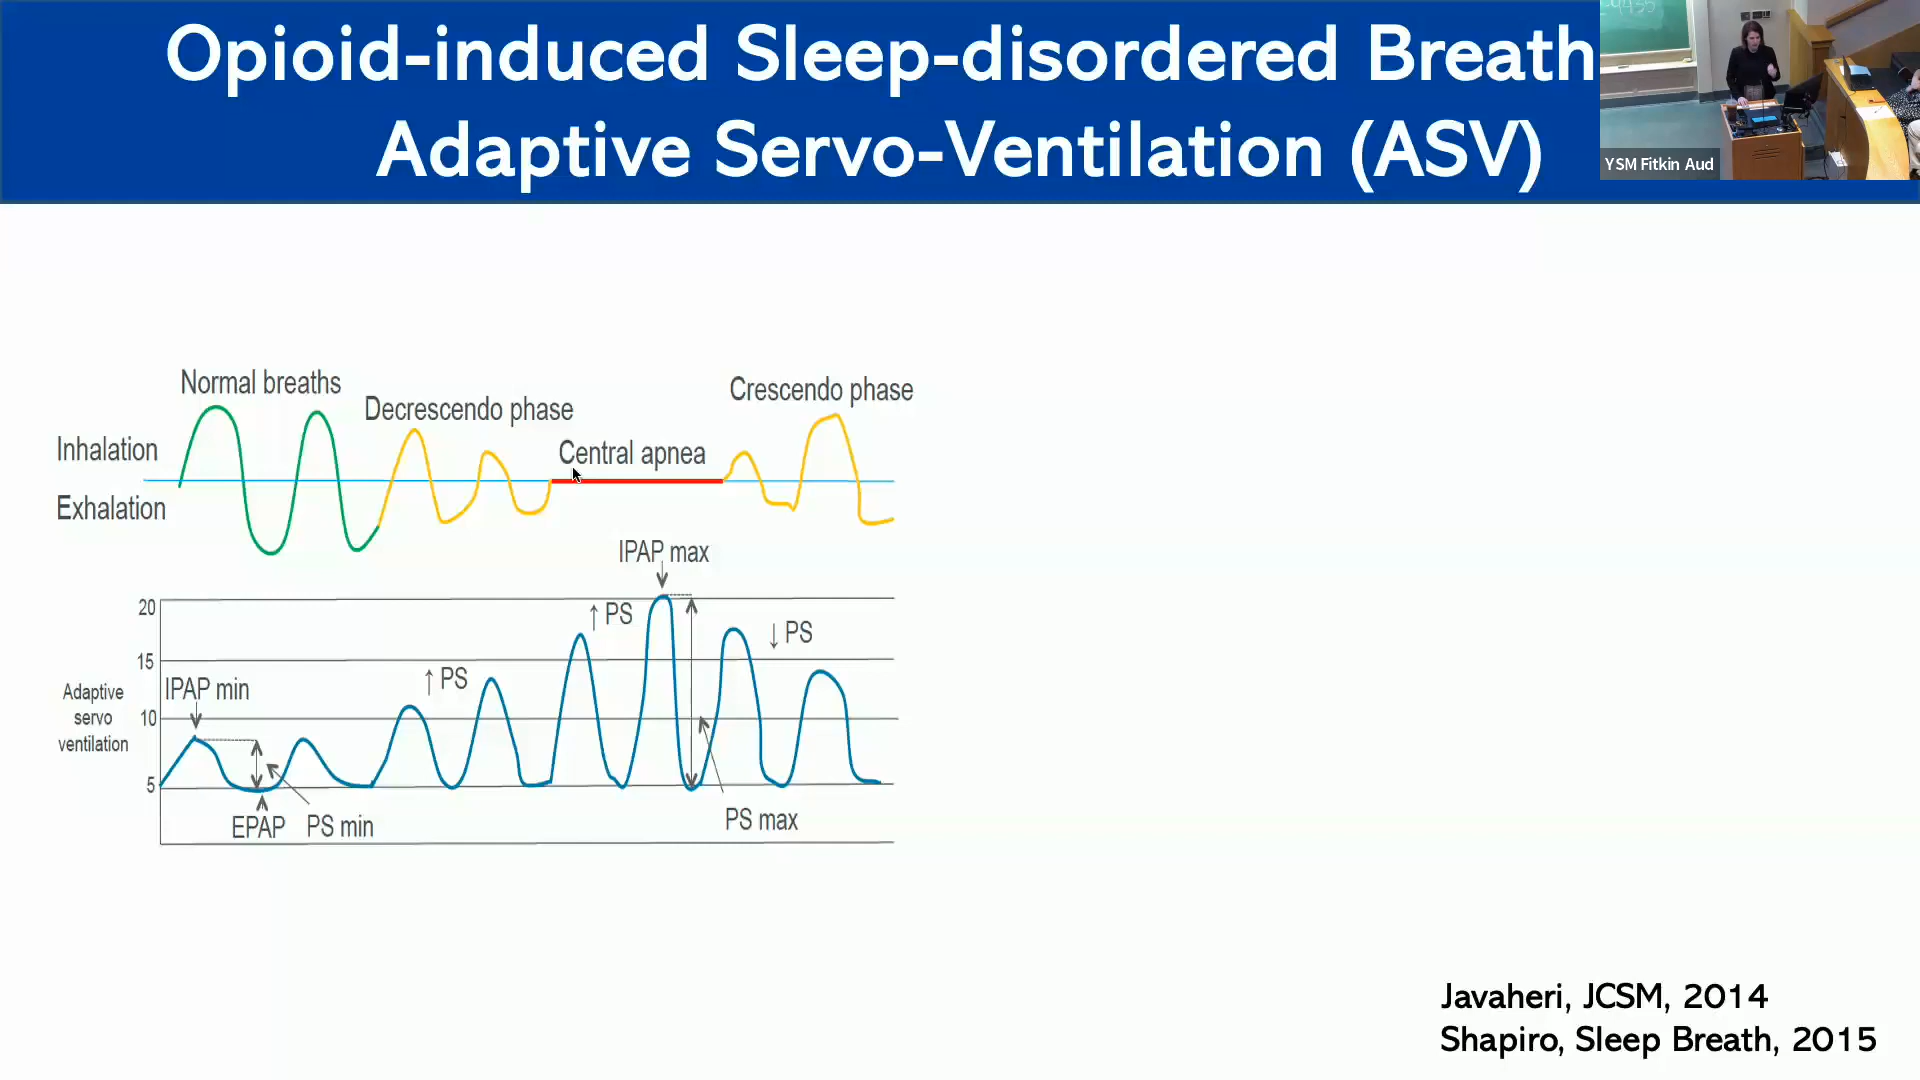 Opioid-induced Sleep-disordered Breath
Adaptive Servo-Ventilation (ASV)
YSM Fitkin Aud
Normal breaths
Crescendo phase
Decrescendo phase
Inhalation
Central apnea
Exhalation
IPAP max
20
↑ PS
↓ PS
15
↑ PS
IPAP min
Adaptive
servo
ventilation
10
5
EPAP
PS min
PS max
Javaheri, JCSM, 2014
Shapiro, Sleep Breath, 2015